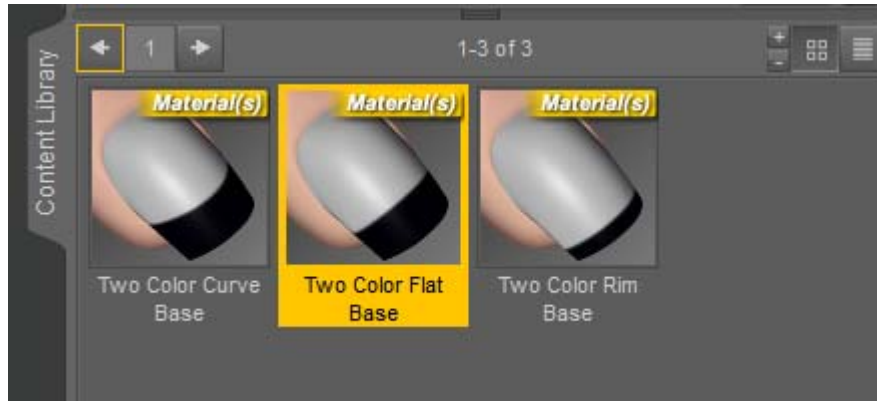 Content Library
1
1-3 of 3
+
-
Material(s)
Material(s)
Material(s)
Two Color Curve
Base
Two Color Flat
Base
Two Color Rim
Base